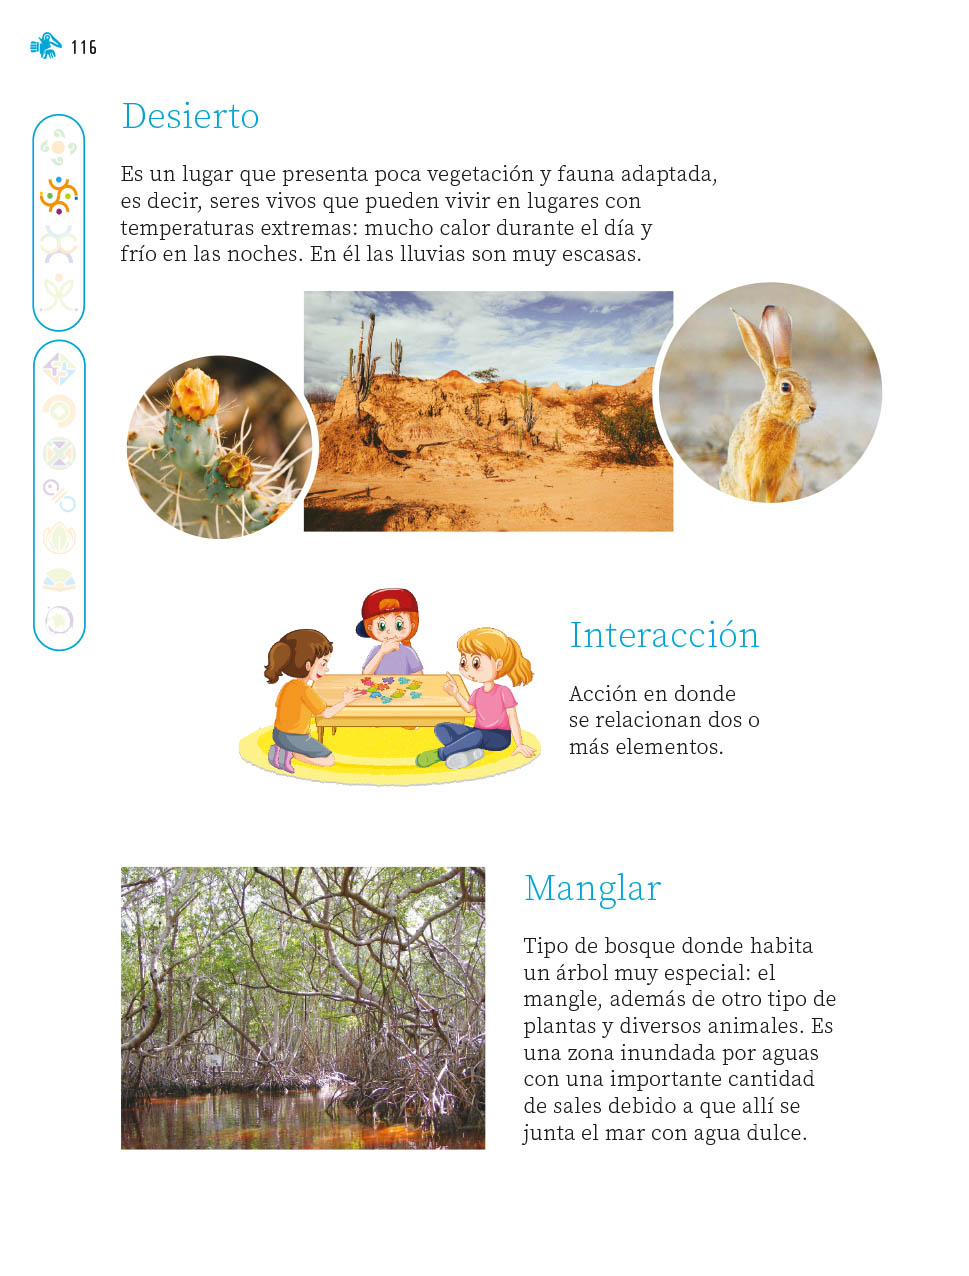 116
Desierto
Es un lugar que presenta poca vegetación y fauna adaptada,
es decir, seres vivos que pueden vivir en lugares con
temperaturas extremas: mucho calor durante el día y
frío en las noches. En él las lluvias son muy escasas.
Interacción
Acción en donde
se relacionan dos o
más elementos.
Manglar
Tipo de bosque donde habita
un árbol muy especial: el
mangle, además de otro tipo de
plantas y diversos animales. Es
una zona inundada por aguas
con una importante cantidad
de sales debido a que allí se
junta el mar con agua dulce.